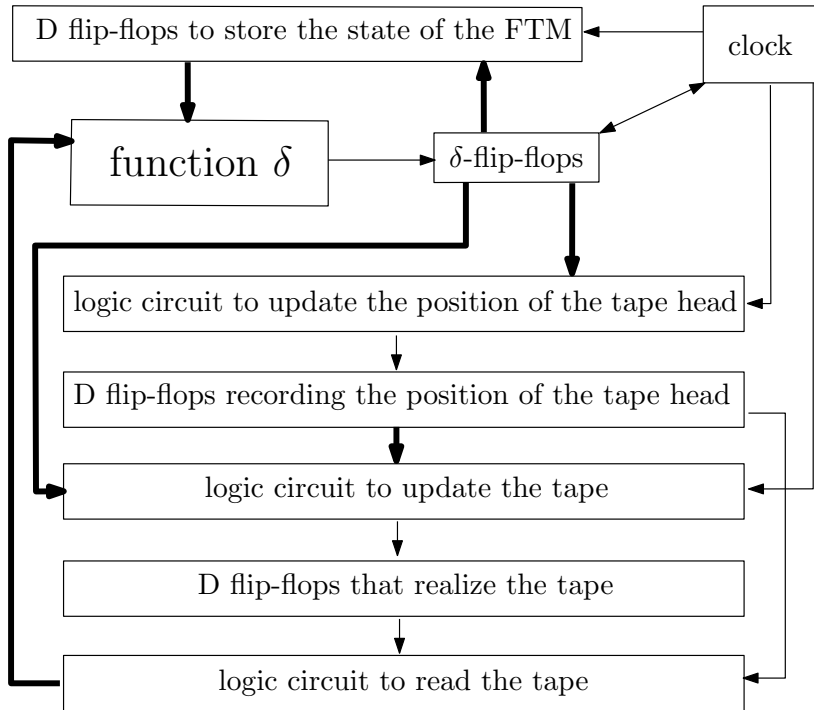 D flip-flops to store the state of the FTM
clock
function δ
δ-flip-flops
logic circuit to update the position of the tape head
D flip-flops recording the position of the tape head
logic circuit to update the tape
D flip-flops that realize the tape
logic circuit to read the tape